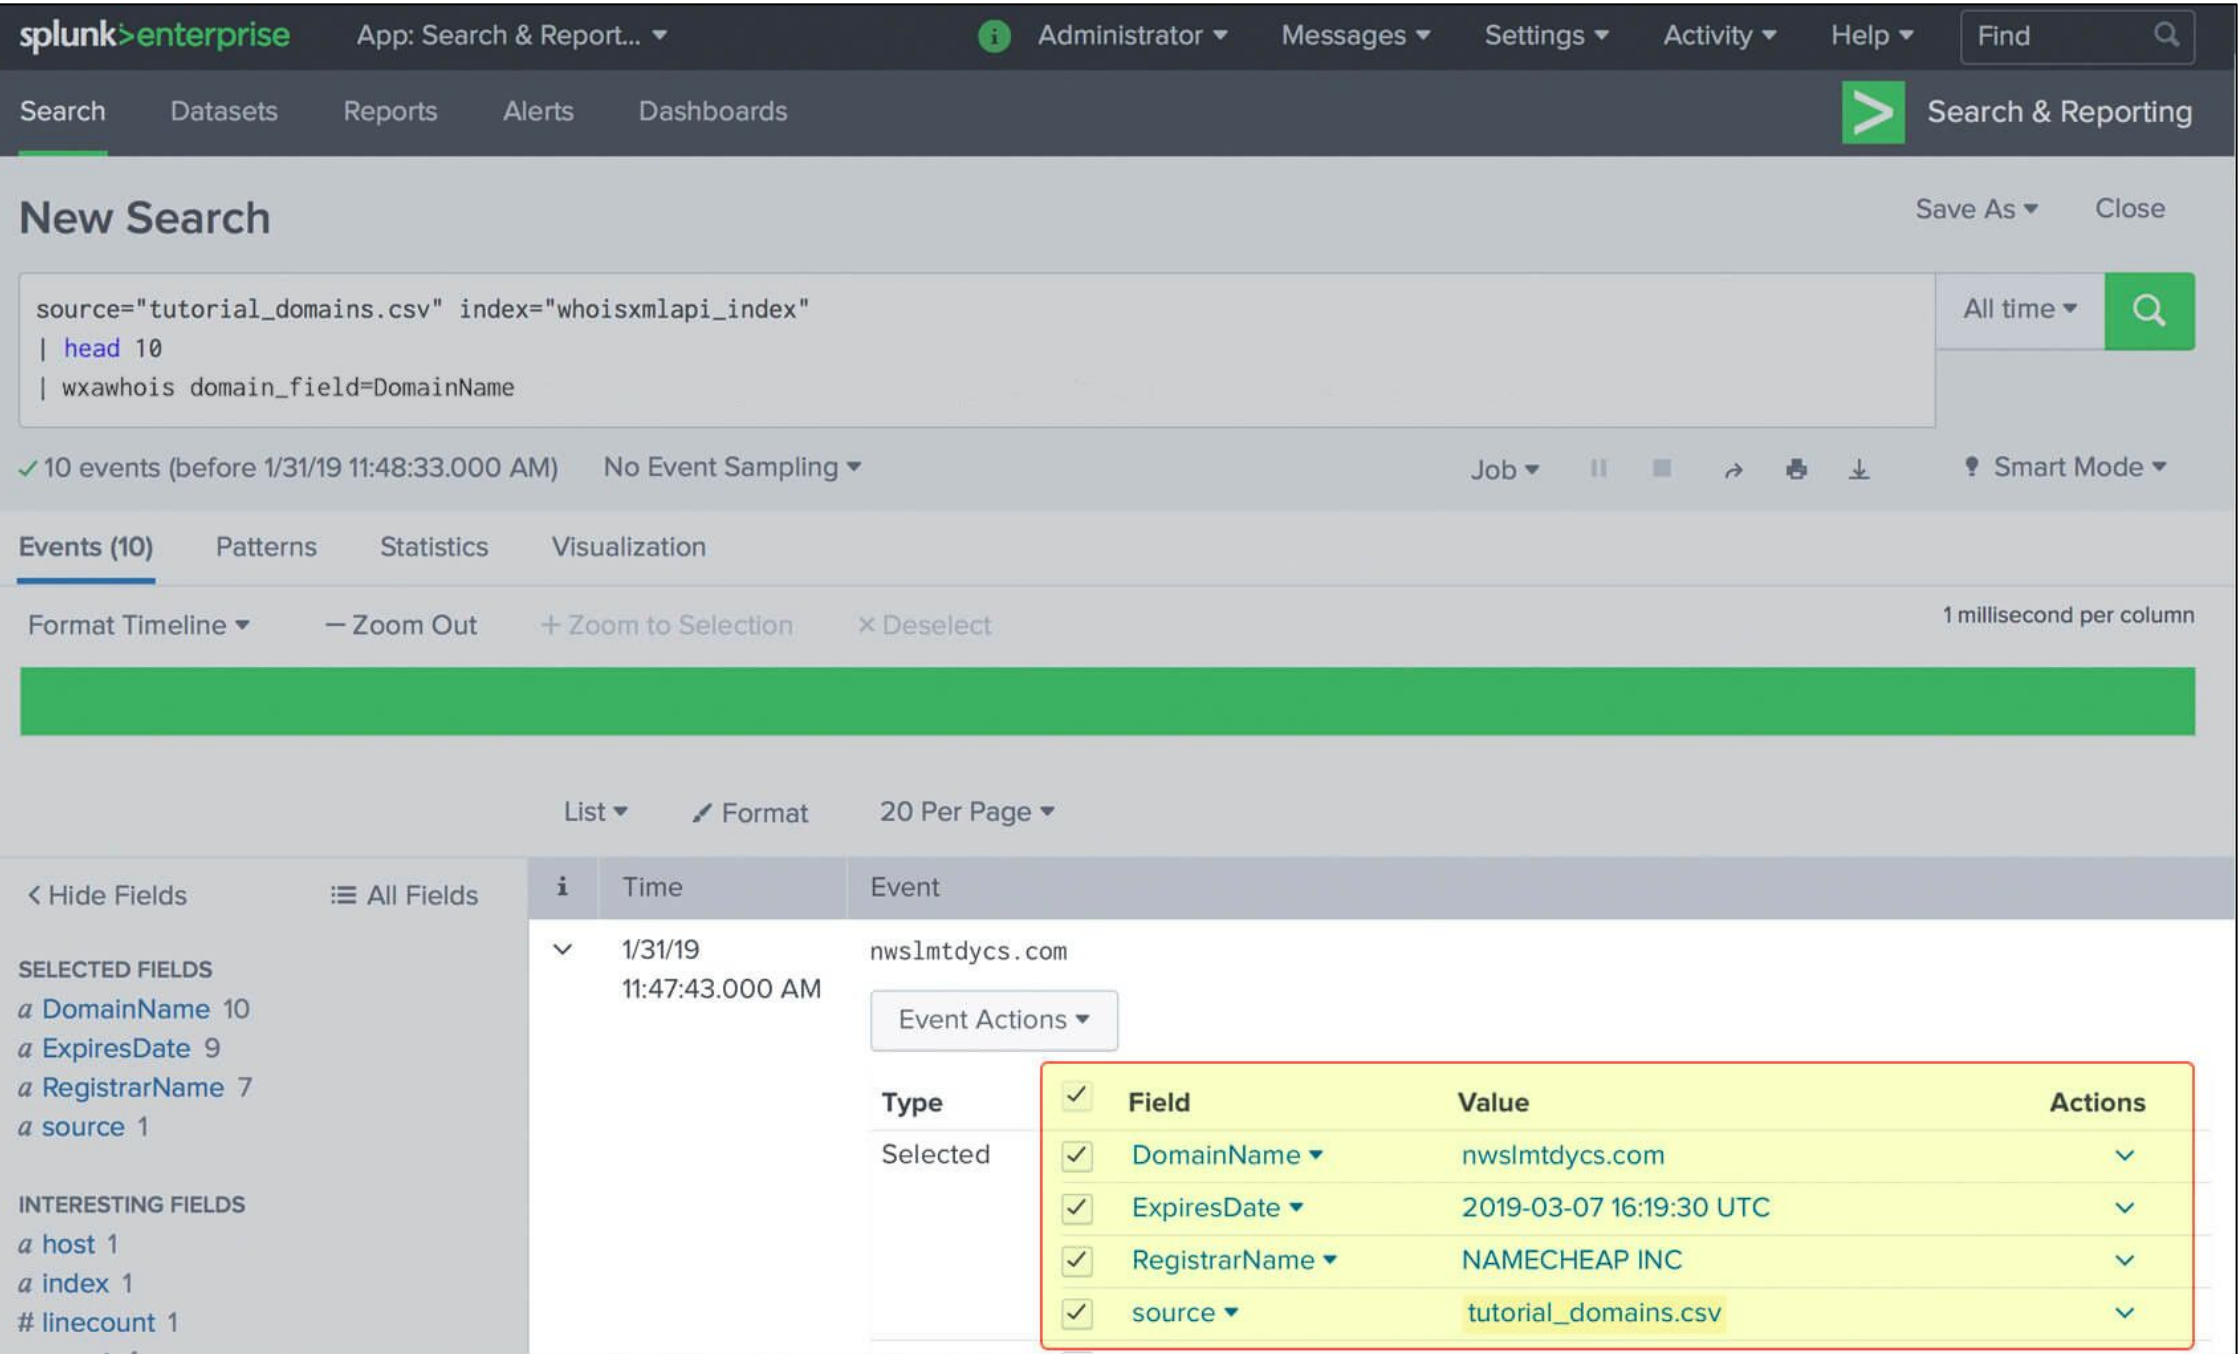 splunk>enterprise App: Search & Report... Administrator Messages Settings Activity Help Find
Search Datasets Reports Alerts Dashboards Search & Reporting
New Search Save As Close
source="tutorial_domains.csv" index="whoisxmlapi_index" All time
| head 10
| wxawhois domain_field=DomainName
10 events (before 1/31/19 11:48:33.000 AM) No Event Sampling Job Smart Mode
Events (10) Patterns Statistics Visualization
Format Timeline — Zoom Out + Zoom to Selection × Deselect 1 millisecond per column
List Format 20 Per Page
< Hide Fields All Fields i Time Event
SELECTED FIELDS
a DomainName 10
a ExpiresDate 9
a RegistrarName 7
a source 1
INTERESTING FIELDS
a host 1
a index 1
# linecount 1
1/31/19 nwslmtdycs.com
11:47:43.000 AM
Event Actions
Type Field Value Actions
Selected DomainName nwslmtdycs.com
ExpiresDate 2019-03-07 16:19:30 UTC
RegistrarName NAMECHEAP INC
source tutorial_domains.csv